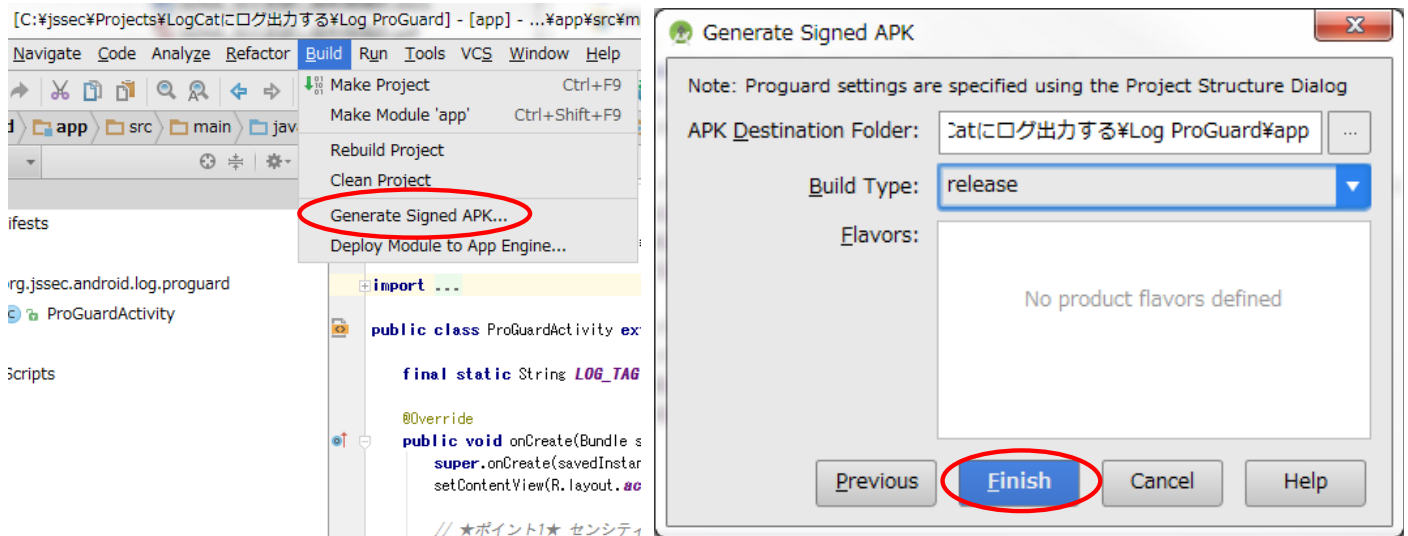 [C:¥jssec¥Projects¥LogCatにログ出力する¥Log ProGuard] - [app] - ...¥app¥src¥m
Navigate Code Analyze Refactor Build Run Tools VCS Window Help
Make Project Ctrl+F9
Make Module 'app' Ctrl+Shift+F9
Rebuild Project
Clean Project
Generate Signed APK...
Deploy Module to App Engine...
app src main jav
ifests
org.jssec.android.log.proguard
ProGuardActivity
Scripts
import ...
public class ProGuardActivity ex
final static String LOG_TAG
@Override
public void onCreate(Bundle s
super.onCreate(savedInstan
setContentView(R.layout.ac
// ★ポイント1★ センシティ
Generate Signed APK
Note: Proguard settings are specified using the Project Structure Dialog
APK Destination Folder: Catにログ出力する¥Log ProGuard¥app ...
Build Type: release
Flavors:
No product flavors defined
Previous Finish Cancel Help